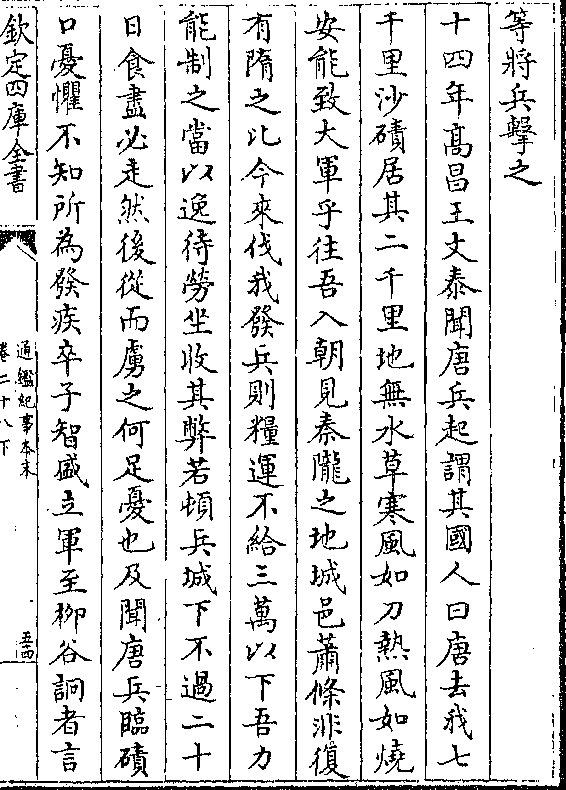 等將兵擊之
十四年高昌王文泰聞唐兵起謂其國人曰唐去我七
千里沙磧居其二千里地無水草寒風如刀熱風如燒
安能致大軍乎往吾入朝見秦隴之地城邑蕭條非復
有隋之比今來伐我發兵則糧運不給三萬以下吾力
能制之當以逸待勞坐收其弊若頓兵城下不過二十
日食盡必走然後從而虜之何足憂也及聞唐兵臨磧
口憂懼不知所為發疾卒子智盛立軍至柳谷詗者言
欽定四庫全書
通鑑紀事本末
卷二十八下
五四